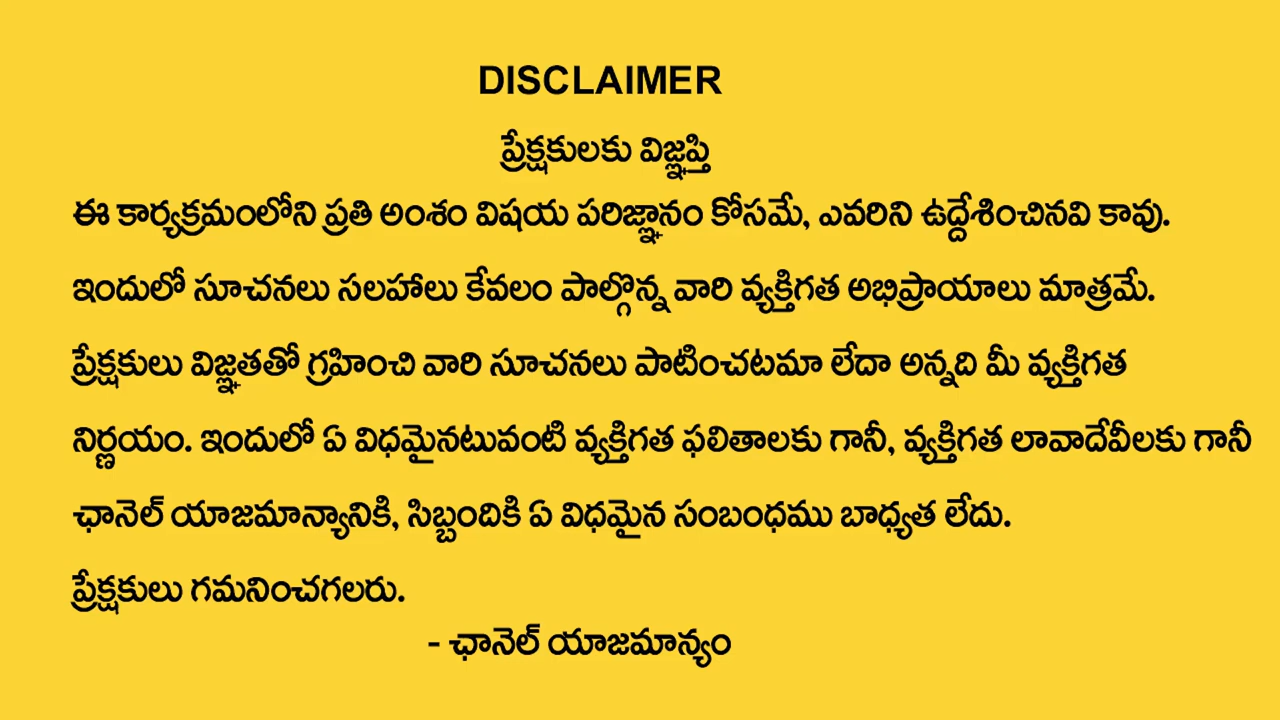 DISCLAIMER
ప్రేక్షకులకు విజ్ఞప్తి
ఈ కార్యక్రమంలోని ప్రతి అంశం విషయ పరిజ్ఞానం కోసమే, ఎవరిని ఉద్దేశించినవి కావు.
ఇందులో సూచనలు సలహాలు కేవలం పాల్గొన్న వారి వ్యక్తిగత అభిప్రాయాలు మాత్రమే.
ప్రేక్షకులు విజ్ఞతతో గ్రహించి వారి సూచనలు పాటించటమా లేదా అన్నది మీ వ్యక్తిగత
నిర్ణయం. ఇందులో ఏ విధమైనటువంటి వ్యక్తిగత ఫలితాలకు గానీ, వ్యక్తిగత లావాదేవీలకు గానీ
ఛానెల్ యాజమాన్యానికి, సిబ్బందికి ఏ విధమైన సంబంధము బాధ్యత లేదు.
ప్రేక్షకులు గమనించగలరు.
- ఛానెల్ యాజమాన్యం